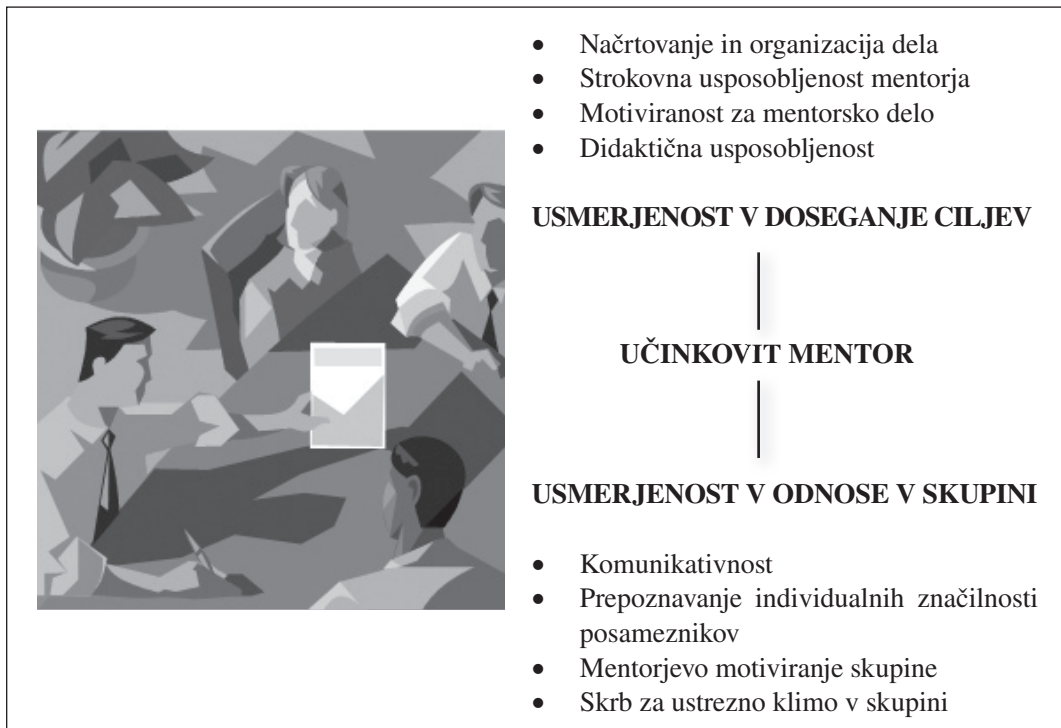 • Načrtovanje in organizacija dela
• Strokovna usposobljenost mentorja
• Motiviranost za mentorsko delo
• Didaktična usposobljenost
USMERJENOST V DOSEGANJE CILJEV
UČINKOVIT MENTOR
USMERJENOST V ODNOSE V SKUPINI
• Komunikativnost
• Prepoznavanje individualnih značilnosti
posameznikov
• Mentorjevo motiviranje skupine
• Skrb za ustrezno klimo v skupini